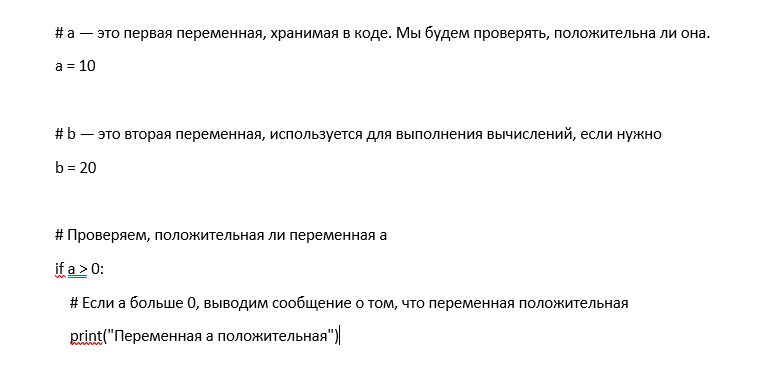 # a — это первая переменная, хранимая в коде. Мы будем проверять, положительна ли она.
a = 10
# b — это вторая переменная, используется для выполнения вычислений, если нужно
b = 20
# Проверяем, положительная ли переменная a
if a > 0:
# Если a больше 0, выводим сообщение о том, что переменная положительная
print("Переменная a положительная")